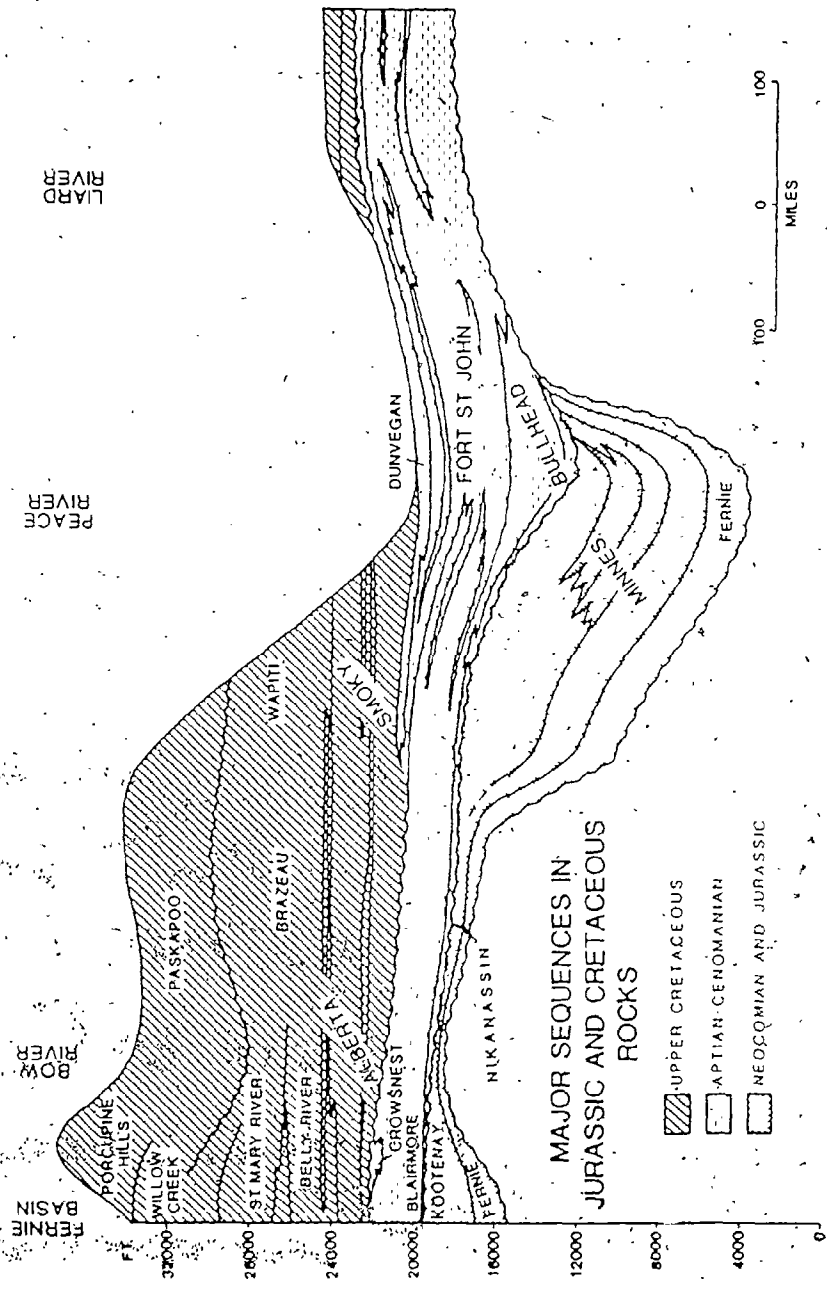 FERNIE
BASIN
BOW
RIVER
PEACE
RIVER
LIARD
RIVER
FT
32000
28000
24000
20000
16000
12000
8000
4000
0
PORCUPINE
HILLS
WILLOW
CREEK
ST MARY RIVER
BELLY RIVER
ALBERTA
CROWSNEST
BLAIRMORE
KOOTENAY
FERNIE
PASKAPOO
BRAZEAU
WAPITI
SMOKY
NIKANASSIN
DUNVEGAN
FORT ST JOHN
BULLHEAD
MINNES
FERNIE
100 0 100
MILES
MAJOR SEQUENCES IN
JURASSIC AND CRETACEOUS
ROCKS
UPPER CRETACEOUS
APTIAN-CENOMANIAN
NEOCOMIAN AND JURASSIC